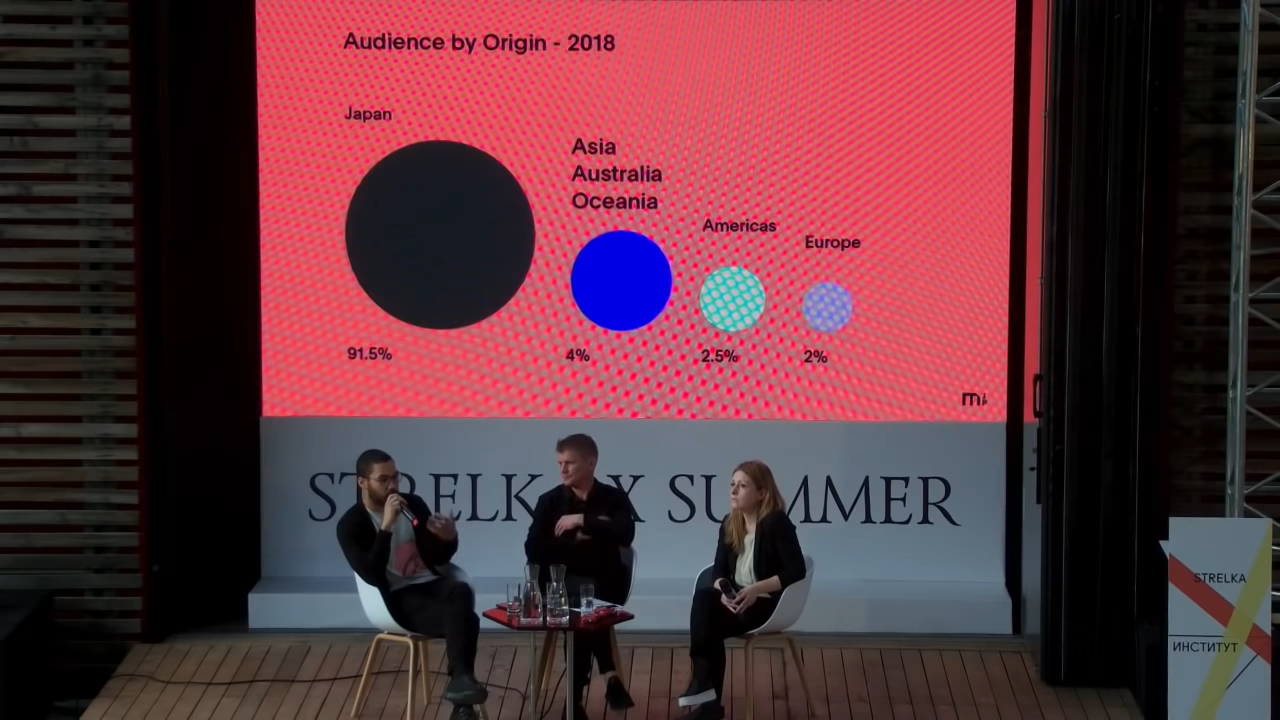 Audience by Origin - 2018
Japan
Asia
Australia
Oceania
Americas
Europe
91.5%
4%
2.5%
2%
STRELKA
X SUMMER
STRELKA
ИНСТИТУТ